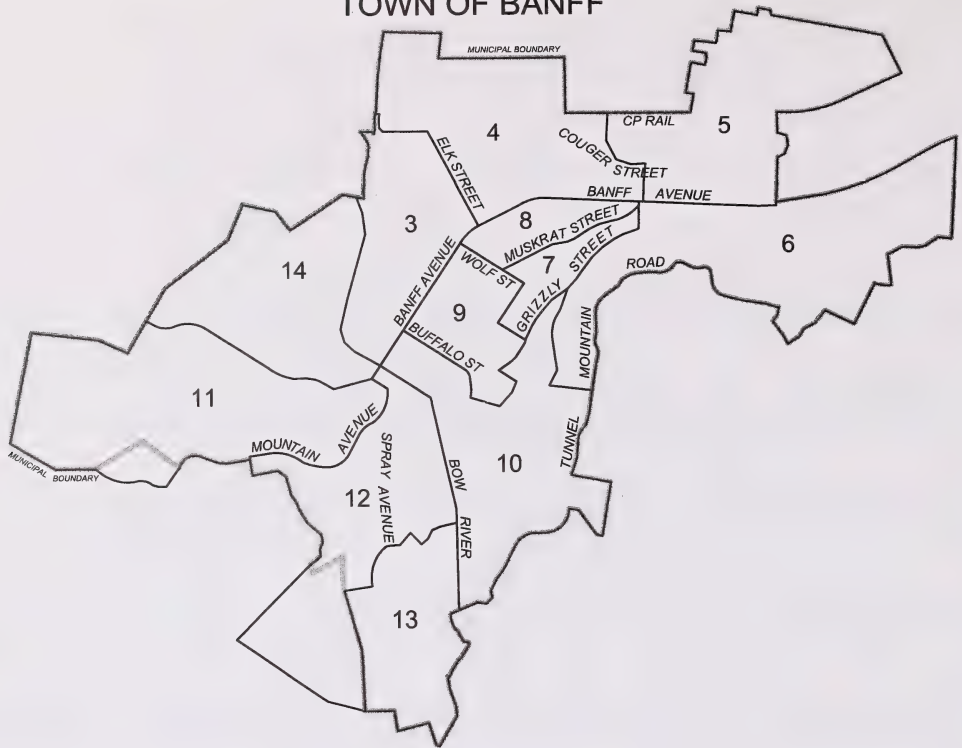 TOWN OF BANFF
MUNICIPAL BOUNDARY
4
CP RAIL
5
COUGER STREET
ELK STREET
BANFF AVENUE
8
MUSKRAT STREET
3
6
7
GRIZZLY STREET
ROAD
WOLF ST
BANFF AVENUE
14
9
BUFFALO ST
MOUNTAIN
11
MOUNTAIN AVENUE
TUNNEL
MUNICIPAL BOUNDARY
10
SPRAY AVENUE
BOW RIVER
12
13